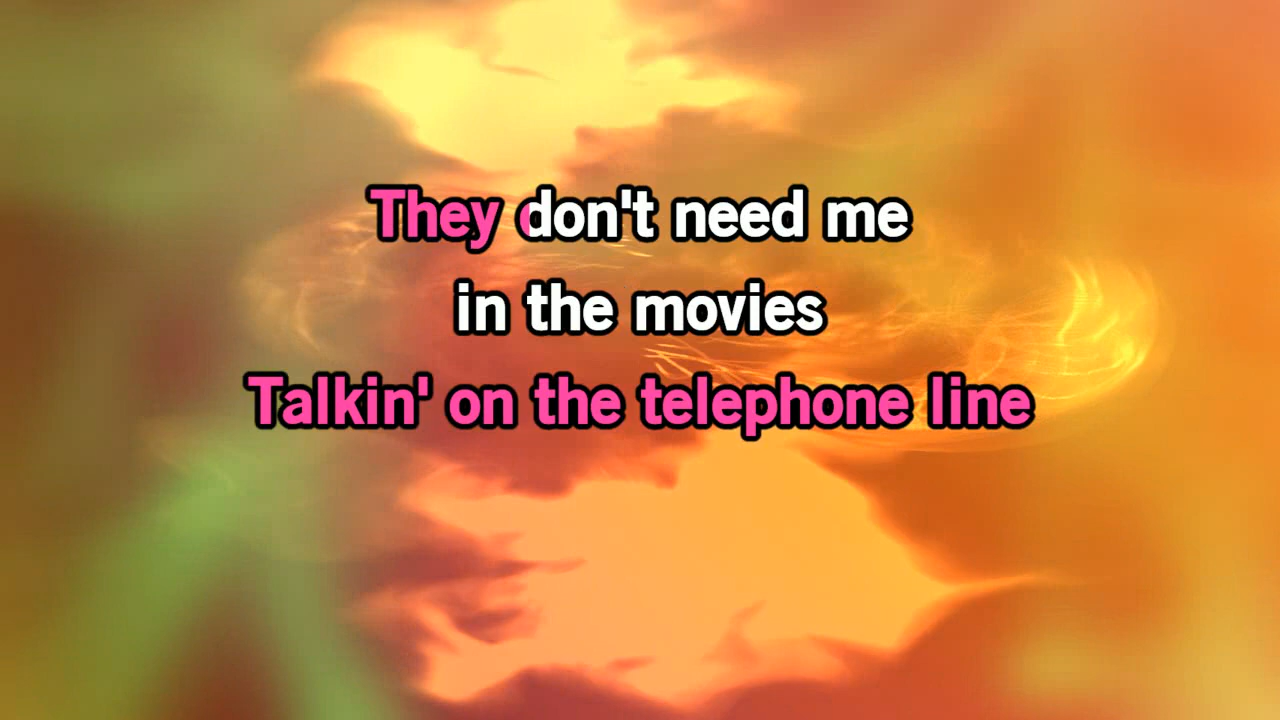 They don't need me
in the movies
Talkin' on the telephone line